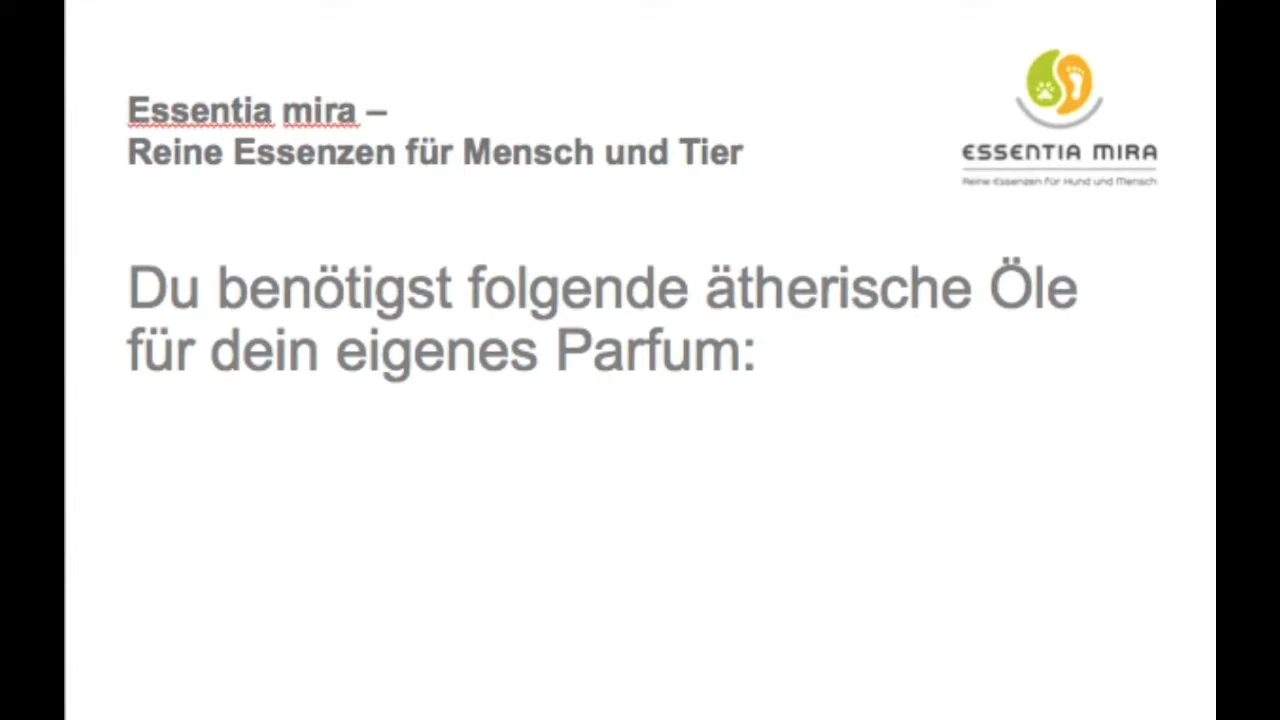 Essentia mira –
Reine Essenzen für Mensch und Tier
ESSENTIA MIRA
Reine Essenzen für Hund und Mensch
Du benötigst folgende ätherische Öle
für dein eigenes Parfum: